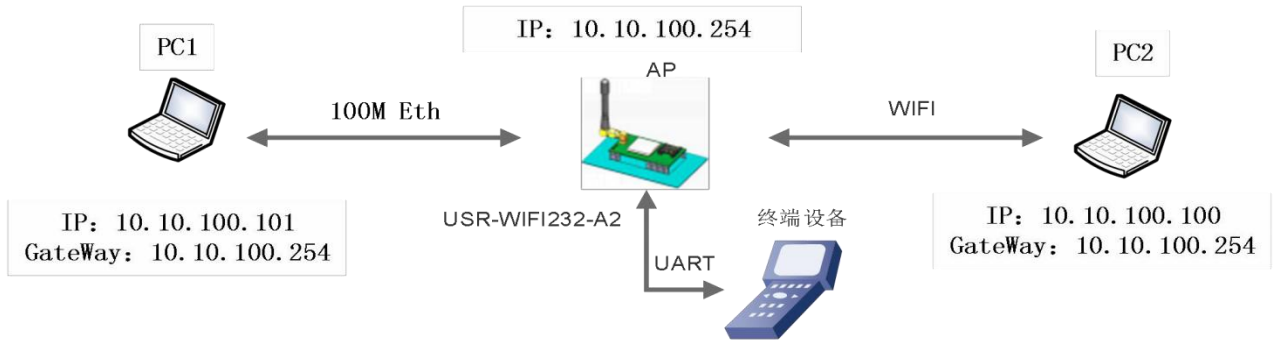 IP: 10.10.100.254
PC1
PC2
AP
100M Eth
WIFI
IP: 10.10.100.101
GateWay: 10.10.100.254
USR-WIFI232-A2
终端设备
IP: 10.10.100.100
GateWay: 10.10.100.254
UART